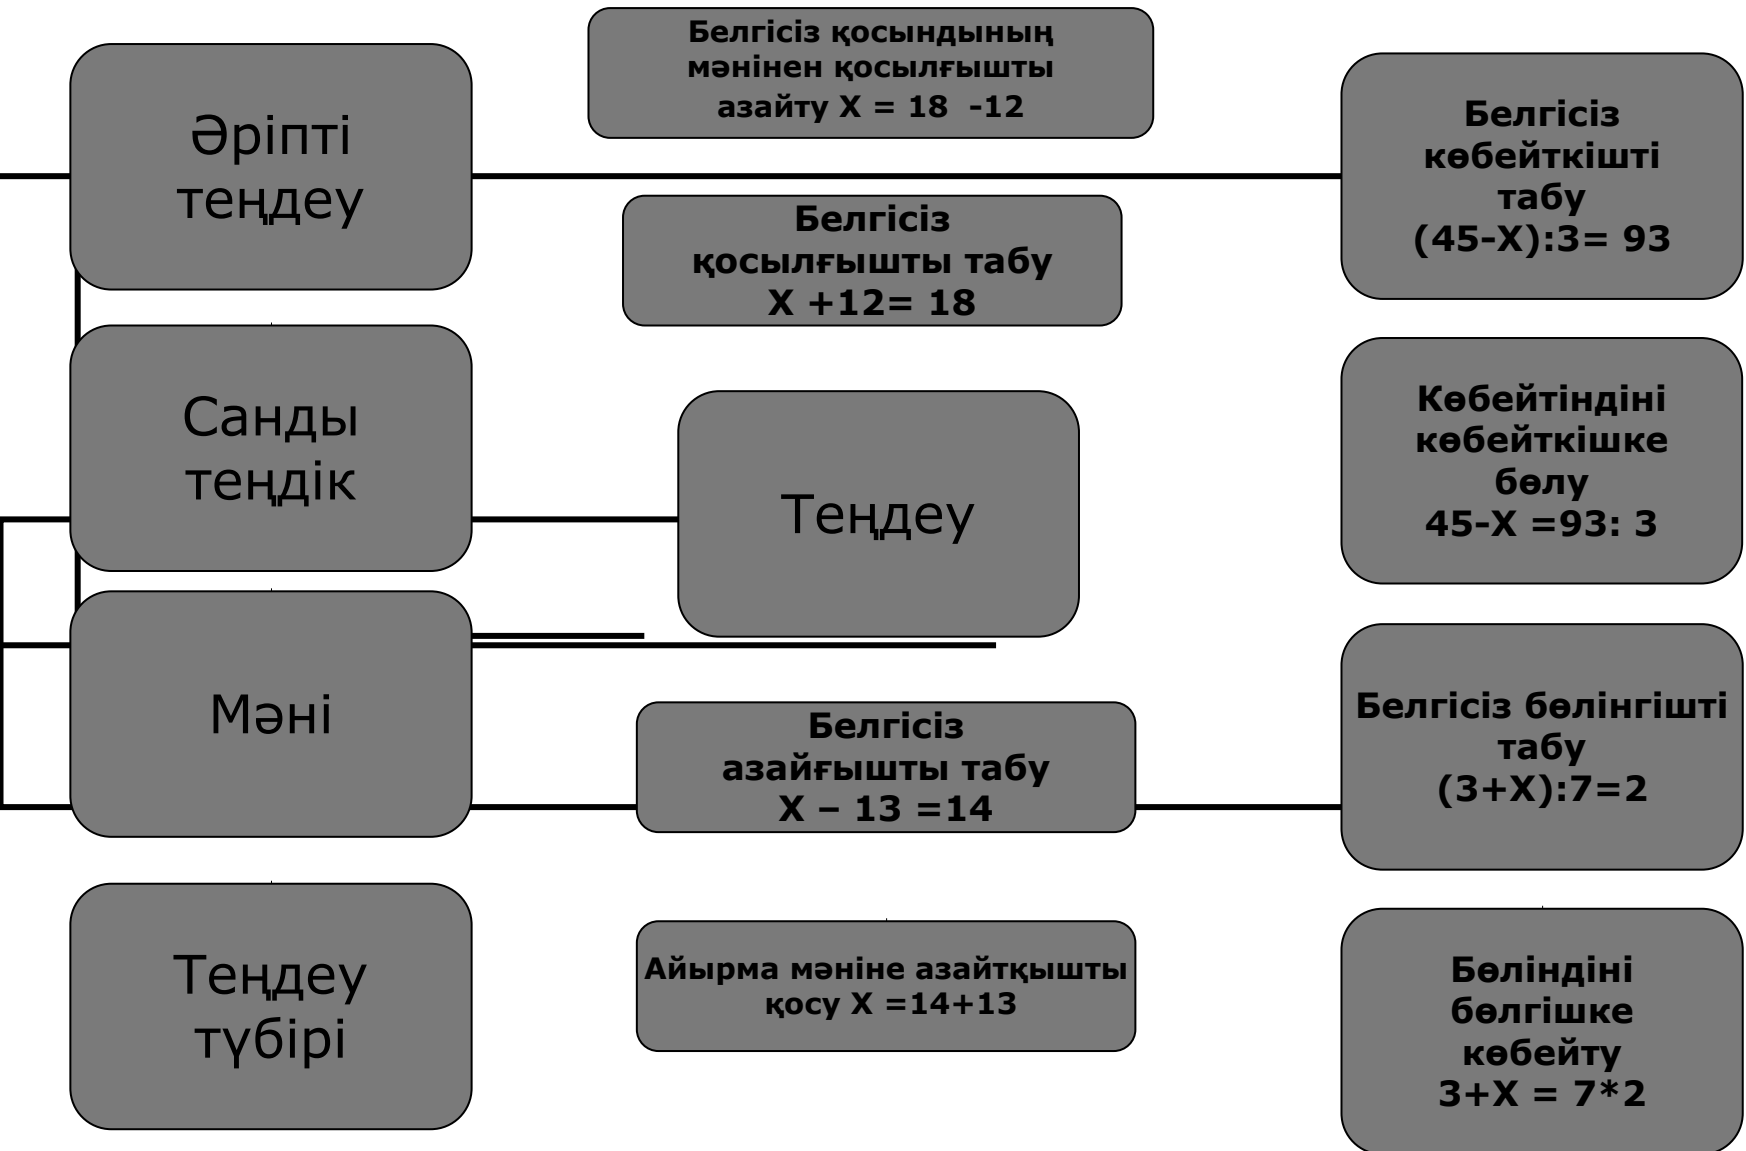 Әріпті
теңдеу
Санды
теңдік
Мәні
Теңдеу
түбірі
Белгісіз қосындының
мәнінен қосылғышты
азайту Х = 18 -12
Белгісіз
қосылғышты табу
Х +12= 18
Теңдеу
Белгісіз
азайғышты табу
Х – 13 =14
Айырма мәніне азайтқышты
қосу Х =14+13
Белгісіз
көбейткішті
табу
(45-Х):3= 93
Көбейтіндіні
көбейткішке
бөлу
45-Х =93: 3
Белгісіз бөлінгішті
табу
(3+Х):7=2
Бөліндіні
бөлгішке
көбейту
3+Х = 7*2